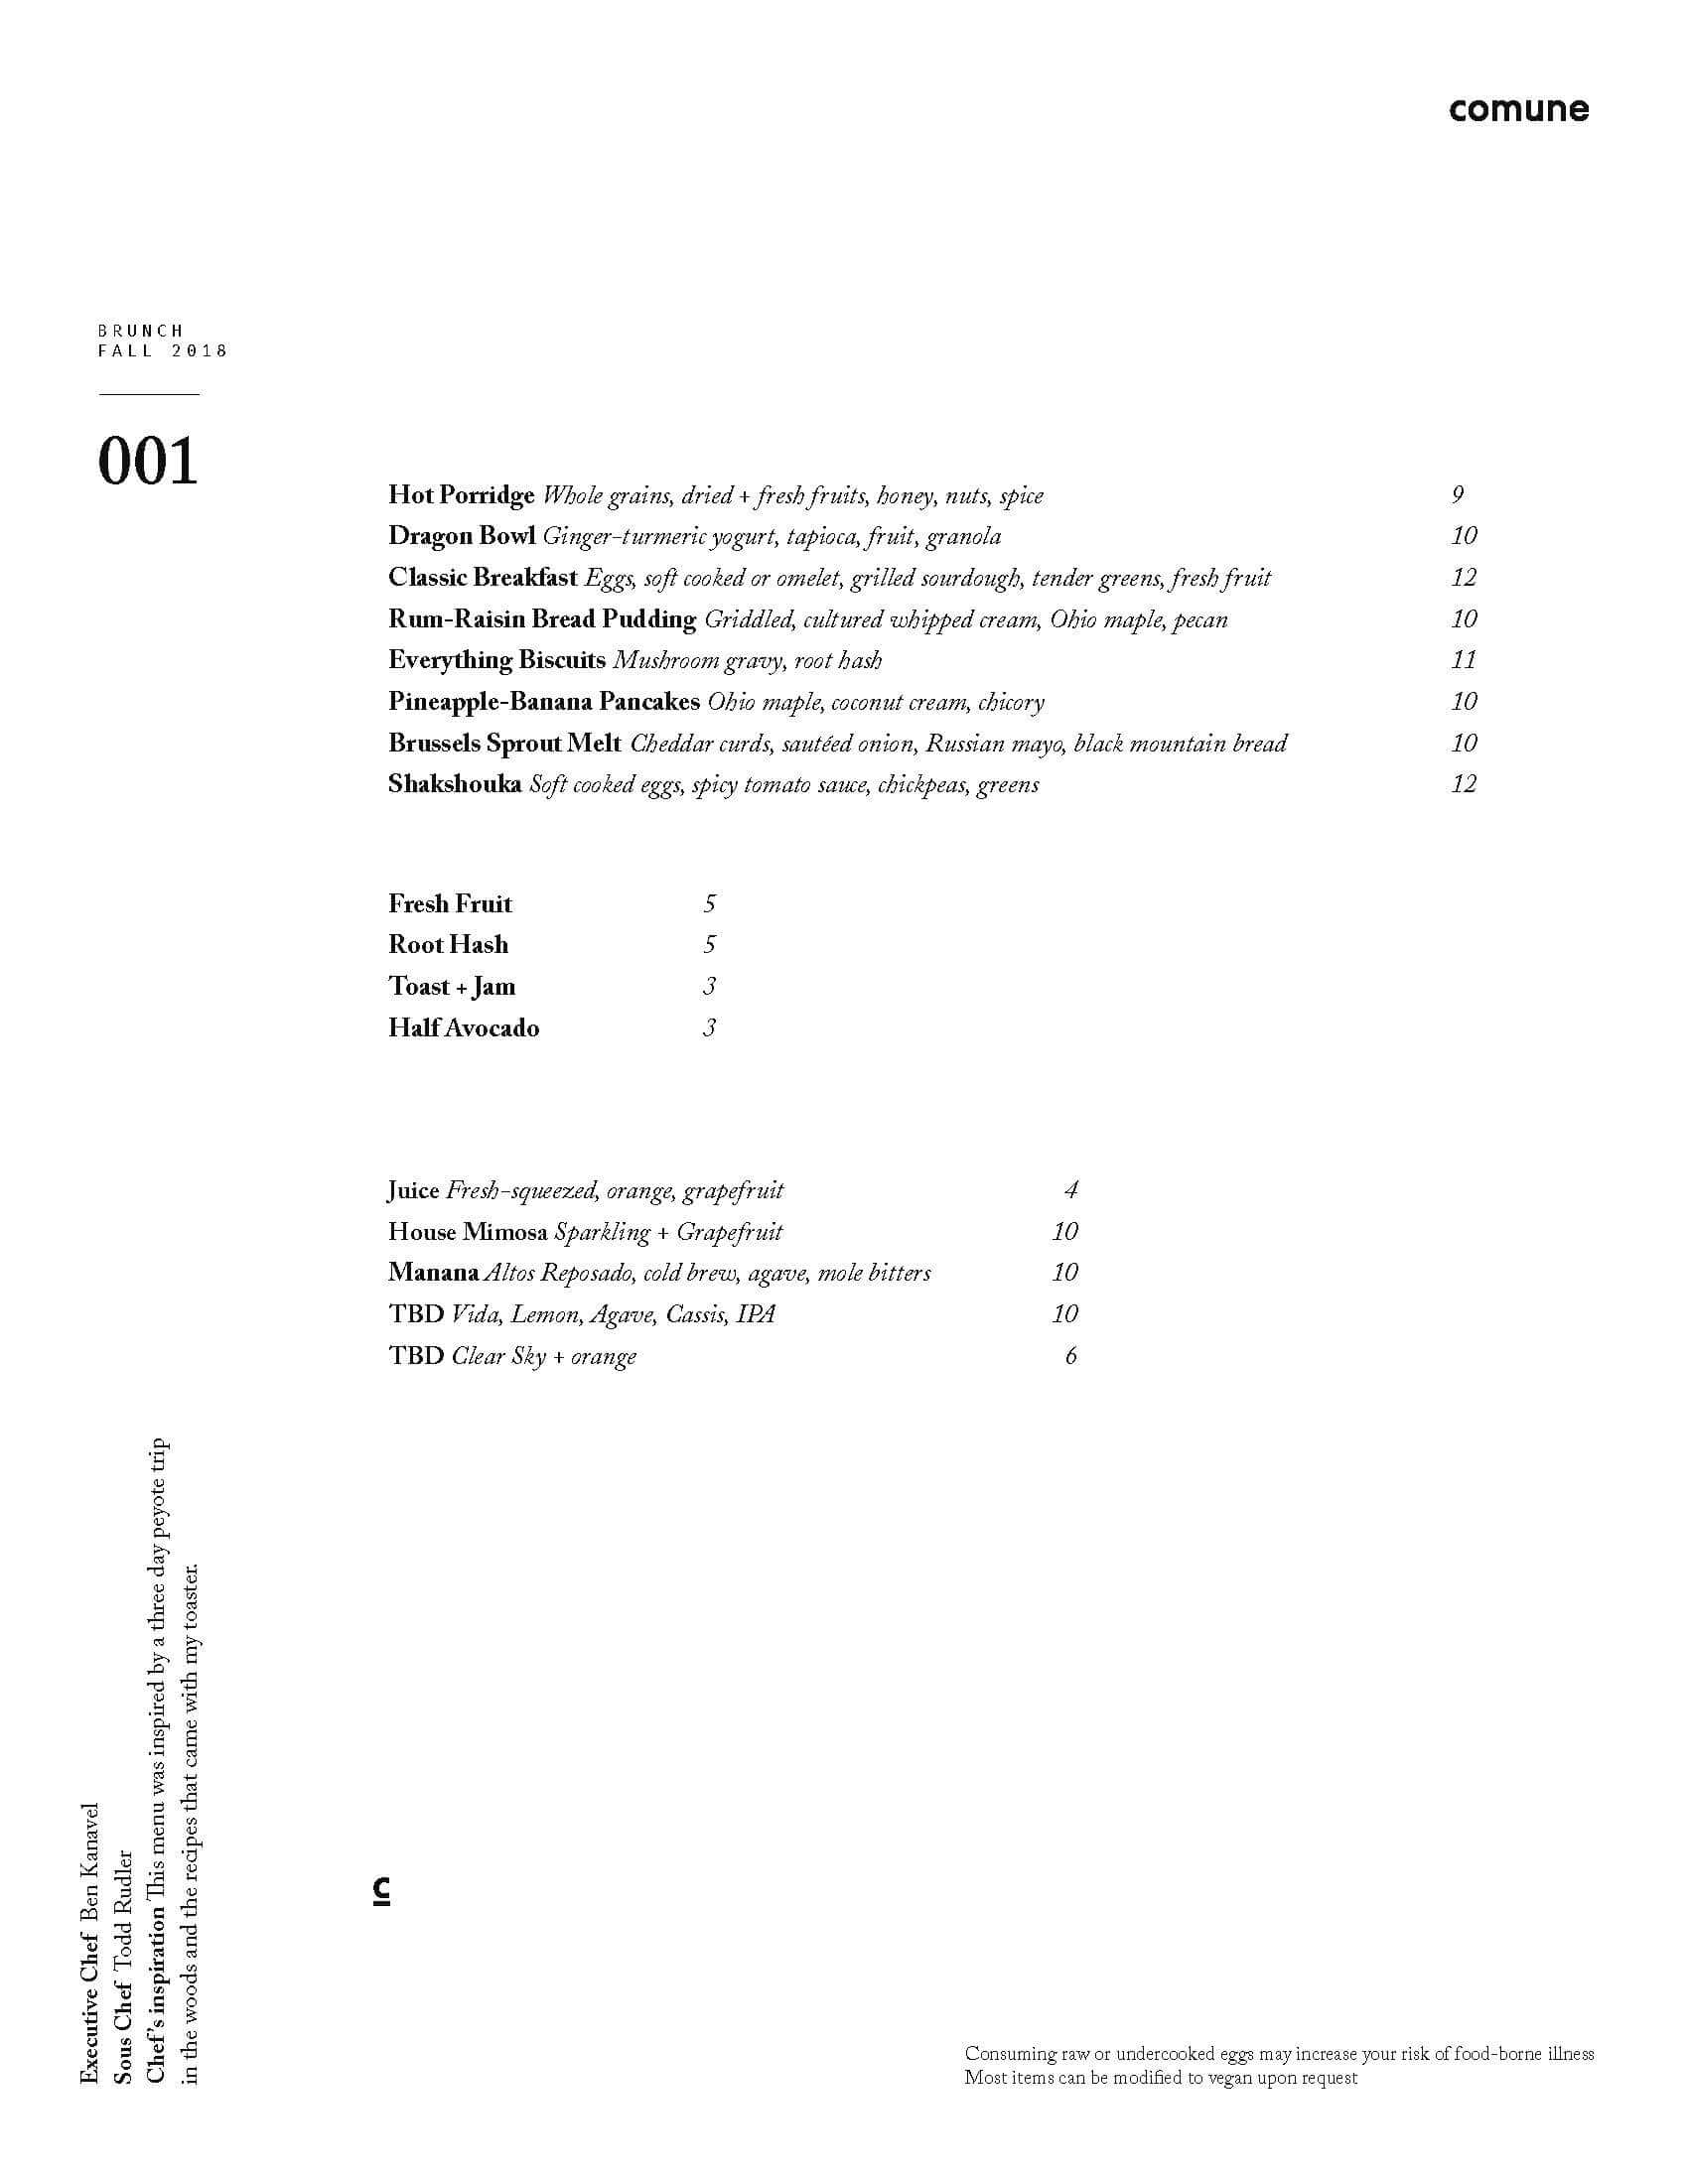 comune
BRUNCH
FALL 2018
001
Hot Porridge Whole grains, dried + fresh fruits, honey, nuts, spice 9
Dragon Bowl Ginger-turmeric yogurt, tapioca, fruit, granola 10
Classic Breakfast Eggs, soft cooked or omelet, grilled sourdough, tender greens, fresh fruit 12
Rum-Raisin Bread Pudding Griddled, cultured whipped cream, Ohio maple, pecan 10
Everything Biscuits Mushroom gravy, root hash 11
Pineapple-Banana Pancakes Ohio maple, coconut cream, chicory 10
Brussels Sprout Melt Cheddar curds, sautéed onion, Russian mayo, black mountain bread 10
Shakshouka Soft cooked eggs, spicy tomato sauce, chickpeas, greens 12
Fresh Fruit 5
Root Hash 5
Toast + Jam 3
Half Avocado 3
Juice Fresh-squeezed, orange, grapefruit 4
House Mimosa Sparkling + Grapefruit 10
Manana Altos Reposado, cold brew, agave, mole bitters 10
TBD Vida, Lemon, Agave, Cassis, IPA 10
TBD Clear Sky + orange 6
Executive Chef Ben Kanavel
Sous Chef Todd Rudler
Chef's inspiration This menu was inspired by a three day peyote trip
in the woods and the recipes that came with my toaster.
c
Consuming raw or undercooked eggs may increase your risk of food-borne illness
Most items can be modified to vegan upon request